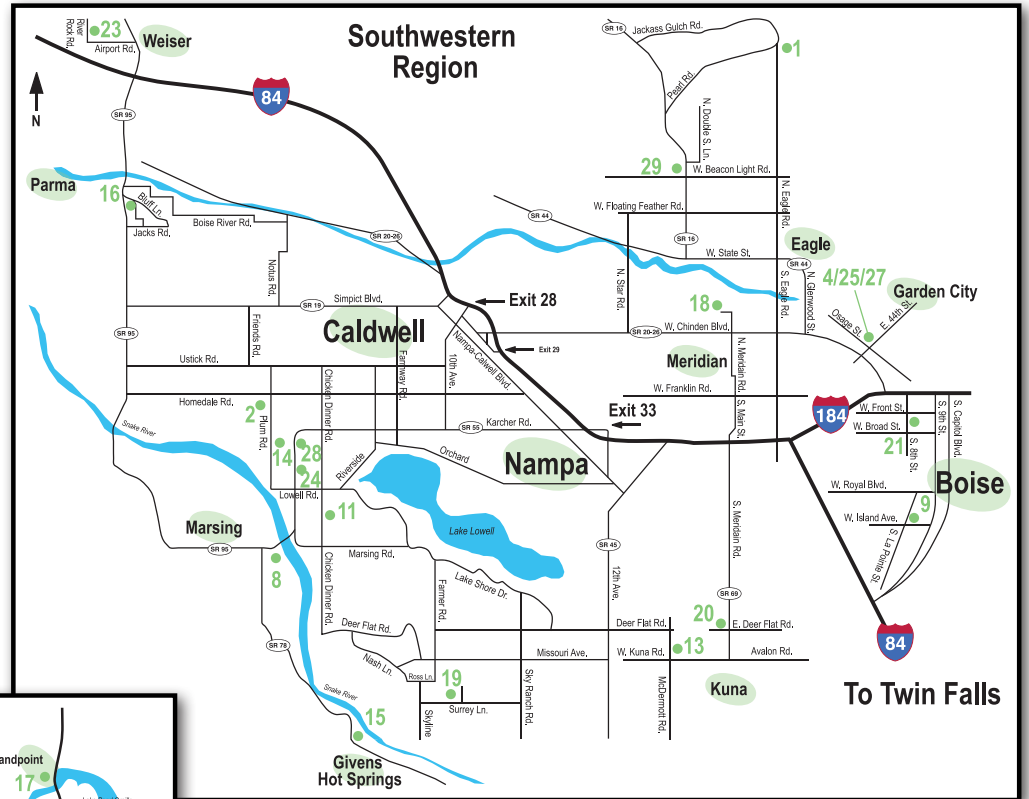 Southwestern
Region
River
Rock Rd.
23
Airport Rd.
Weiser
84
N
SR 95
SR 16
Jackass Gulch Rd.
1
Pearl Rd.
N. Double S. Ln.
29
W. Beacon Light Rd.
N. Eagle Rd.
Parma
16
Bluff Ln.
Jacks Rd.
Boise River Rd.
Notus Rd.
SR 20-26
SR 44
W. Floating Feather Rd.
SR 16
W. State St.
Eagle
SR 44
N. Star Rd.
S. Eagle Rd.
N. Glenwood St.
4/25/27
Garden City
Osage St.
E. 44th St.
SR 19
Simpict Blvd.
Exit 28
18
SR 95
Friends Rd.
Caldwell
Farmway Rd.
10th Ave.
Nampa-Calwell Blvd.
Exit 29
SR 20-26
W. Chinden Blvd.
Ustick Rd.
Meridian
N. Meridain Rd.
W. Franklin Rd.
S. Main St.
Homedale Rd.
2
Plum Rd.
Chicken Dinner Rd.
Exit 33
184
W. Front St.
W. Broad St.
21
S. 8th St.
S. 9th St.
S. Capitol Blvd.
Snake River
SR 55
Karcher Rd.
14
28
24
Riverside
Orchard
Nampa
Lowell Rd.
11
Lake Lowell
W. Royal Blvd.
Boise
9
W. Island Ave.
S. La Pointe St.
Marsing
SR 95
8
Marsing Rd.
Chicken Dinner Rd.
Lake Shore Dr.
Farmer Rd.
SR 45
12th Ave.
S. Meridain Rd.
SR 69
SR 78
Deer Flat Rd.
Deer Flat Rd.
20
E. Deer Flat Rd.
84
Nash Ln.
Missouri Ave.
W. Kuna Rd.
13
Avalon Rd.
Ross Ln.
19
Surrey Ln.
Skyline
Sky Ranch Rd.
McDermott Rd.
Kuna
To Twin Falls
Snake River
15
Givens
Hot Springs
andpoint
17